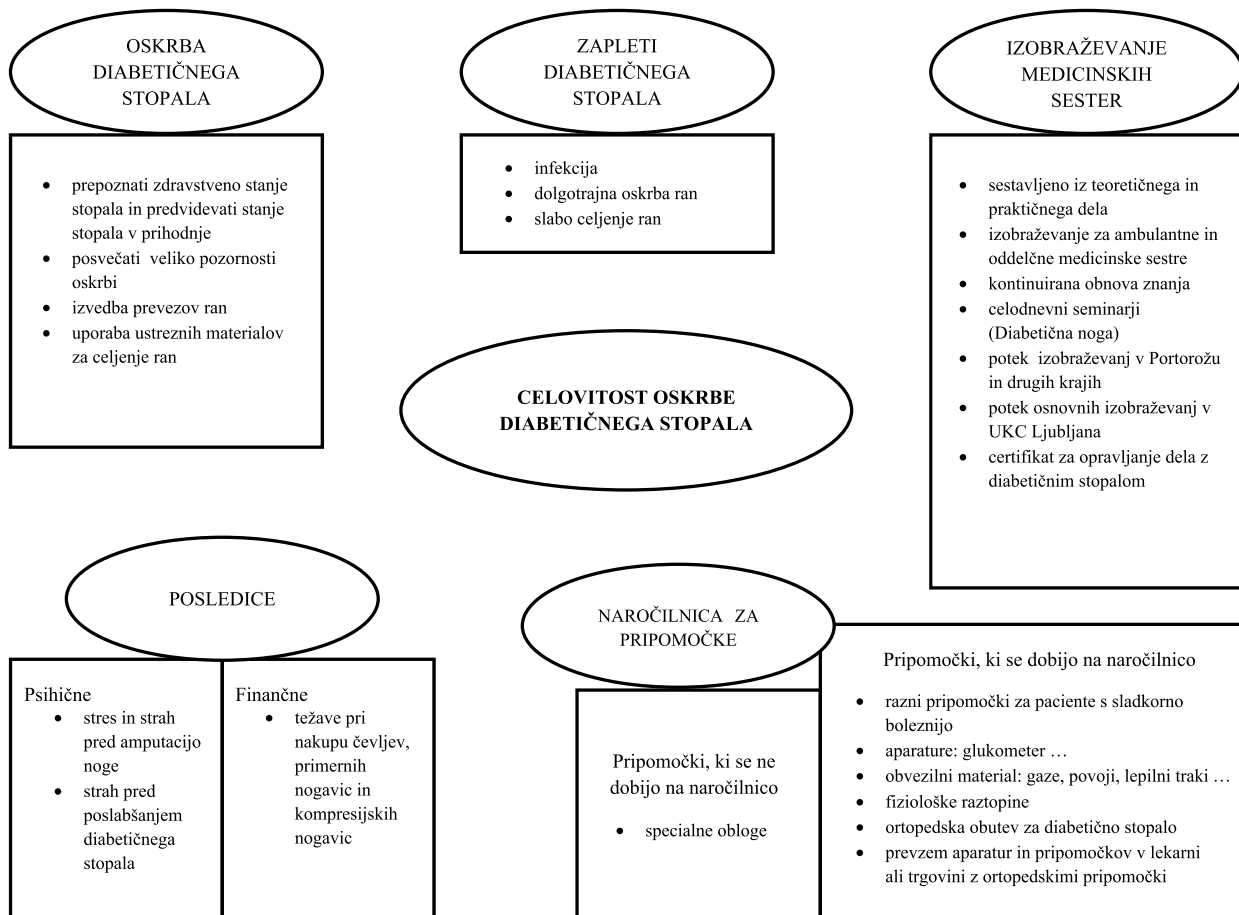 OSKRBA
DIABETIČNEGA
STOPALA
• prepoznati zdravstveno stanje
stopala in predvidevati stanje
stopala v prihodnje
• posvečati veliko pozornosti
oskrbi
• izvedba prevezov ran
• uporaba ustreznih materialov
za celjenje ran
ZAPLETI
DIABETIČNEGA
STOPALA
• infekcija
• dolgotrajna oskrba ran
• slabo celjenje ran
IZOBRAŽEVANJE
MEDICINSKIH
SESTER
• sestavljeno iz teoretičnega in
praktičnega dela
• izobraževanje za ambulantne in
oddelčne medicinske sestre
• kontinuirana obnova znanja
• celodnevni seminarji
(Diabetična noga)
• potek izobraževanj v Portorožu
in drugih krajih
• potek osnovnih izobraževanj v
UKC Ljubljana
• certifikat za opravljanje dela z
diabetičnim stopalom
CELOVITOST OSKRBE
DIABETIČNEGA STOPALA
POSLEDICE
Psihične
• stres in strah
pred amputacijo
noge
• strah pred
poslabšanjem
diabetičnega
stopala
Finančne
• težave pri
nakupu čevljev,
primernih
nogavic in
kompresijskih
nogavic
NAROČILNICA ZA
PRIPOMOČKE
Pripomočki, ki se ne
dobijo na naročilnico
• specialne obloge
Pripomočki, ki se dobijo na naročilnico
• razni pripomočki za paciente s sladkorno
boleznijo
• aparature: glukometer …
• obvezilni material: gaze, povoji, lepilni traki …
• fiziološke raztopine
• ortopedska obutev za diabetično stopalo
• prevzem aparatur in pripomočkov v lekarni
ali trgovini z ortopedskimi pripomočki